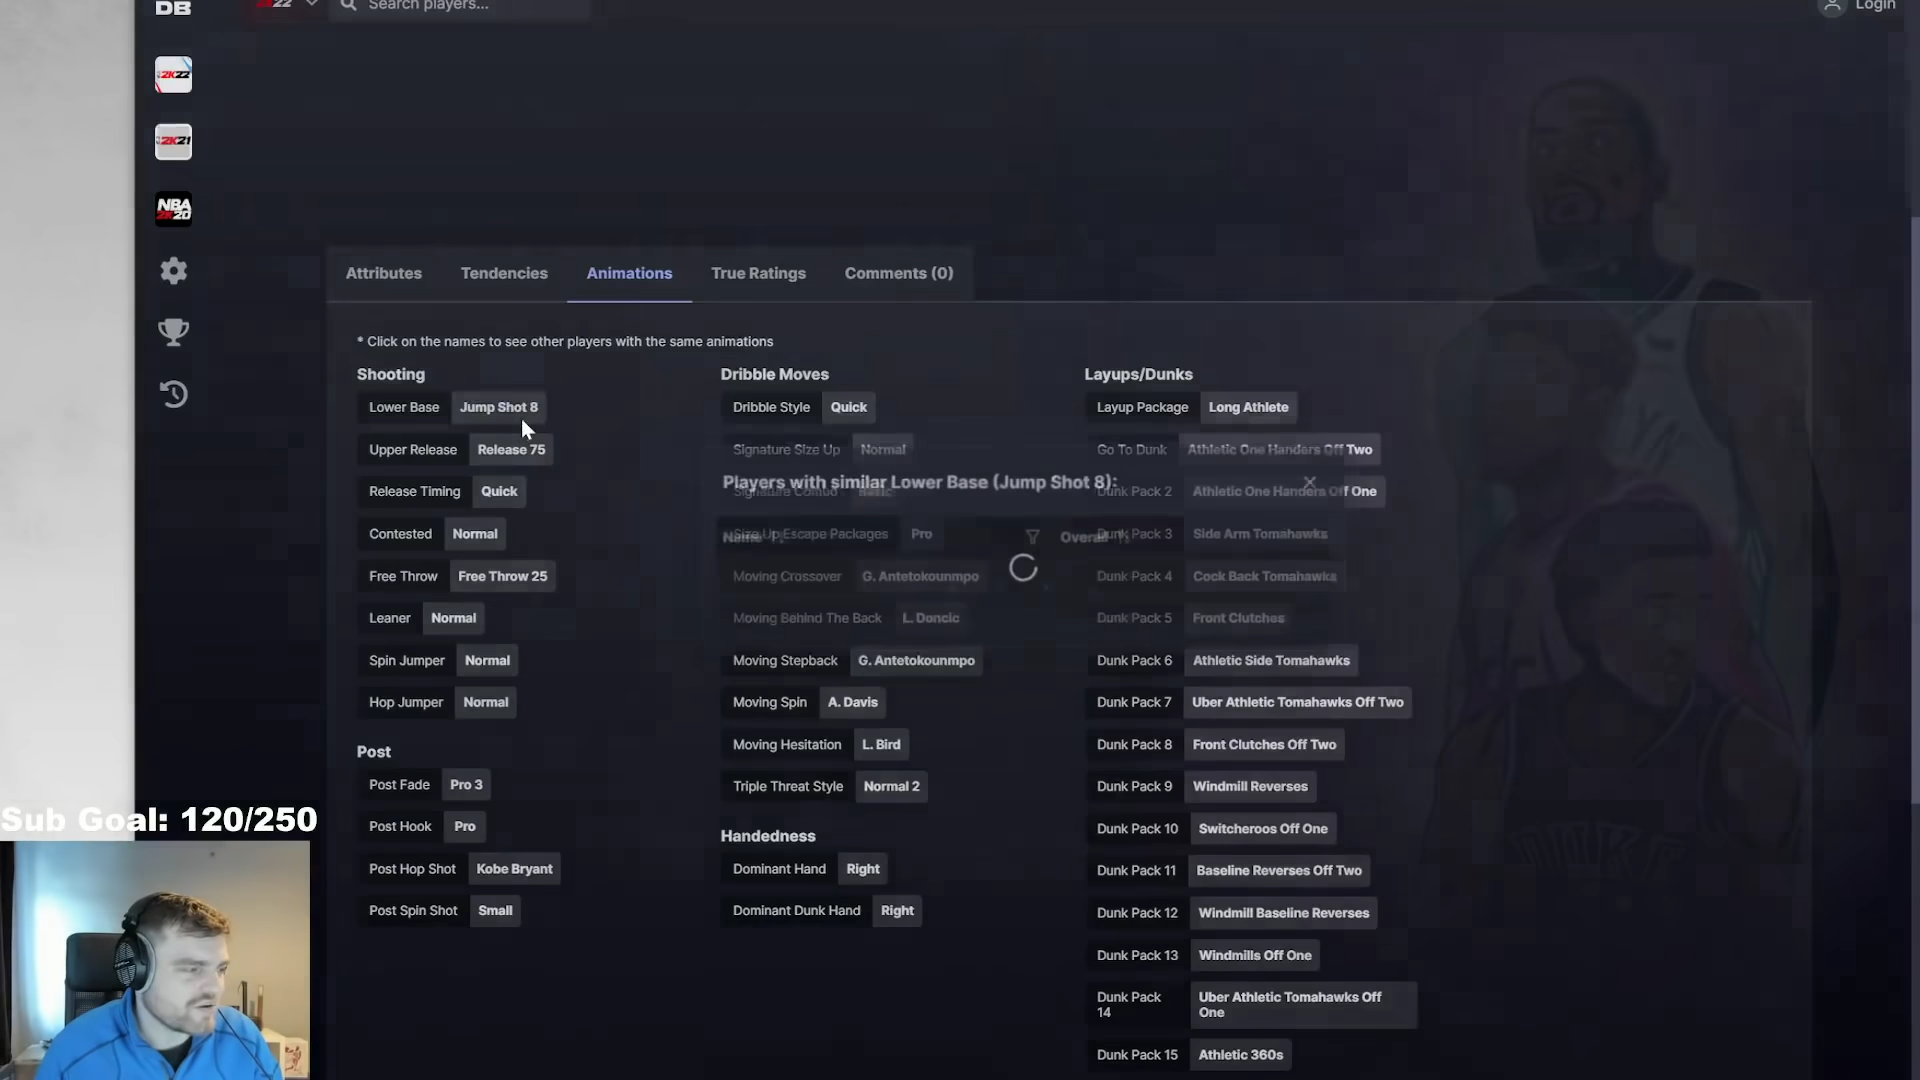 DB
2K22
Search players...
Login
2K22
2K21
NBA
2K20
Attributes
Tendencies
Animations
True Ratings
Comments (0)
* Click on the names to see other players with the same animations
Shooting
Lower Base Jump Shot 8
Upper Release Release 75
Release Timing Quick
Contested Normal
Free Throw Free Throw 25
Leaner Normal
Spin Jumper Normal
Hop Jumper Normal
Post
Post Fade Pro 3
Post Hook Pro
Post Hop Shot Kobe Bryant
Post Spin Shot Small
Dribble Moves
Dribble Style Quick
Signature Size Up Normal
Players with similar Lower Base (Jump Shot 8):
Signature Combo Basic
Size Up Escape Packages Pro
Name
Overall
Moving Crossover G. Antetokounmpo
Moving Behind The Back L. Doncic
Moving Stepback G. Antetokounmpo
Moving Spin A. Davis
Moving Hesitation L. Bird
Triple Threat Style Normal 2
Handedness
Dominant Hand Right
Dominant Dunk Hand Right
Layups/Dunks
Layup Package Long Athlete
Go To Dunk Athletic One Handers Off Two
Dunk Pack 2 Athletic One Handers Off One
Dunk Pack 3 Side Arm Tomahawks
Dunk Pack 4 Cock Back Tomahawks
Dunk Pack 5 Front Clutches
Dunk Pack 6 Athletic Side Tomahawks
Dunk Pack 7 Uber Athletic Tomahawks Off Two
Dunk Pack 8 Front Clutches Off Two
Dunk Pack 9 Windmill Reverses
Dunk Pack 10 Switcheroos Off One
Dunk Pack 11 Baseline Reverses Off Two
Dunk Pack 12 Windmill Baseline Reverses
Dunk Pack 13 Windmills Off One
Dunk Pack
14
Uber Athletic Tomahawks Off
One
Dunk Pack 15 Athletic 360s
Sub Goal: 120/250